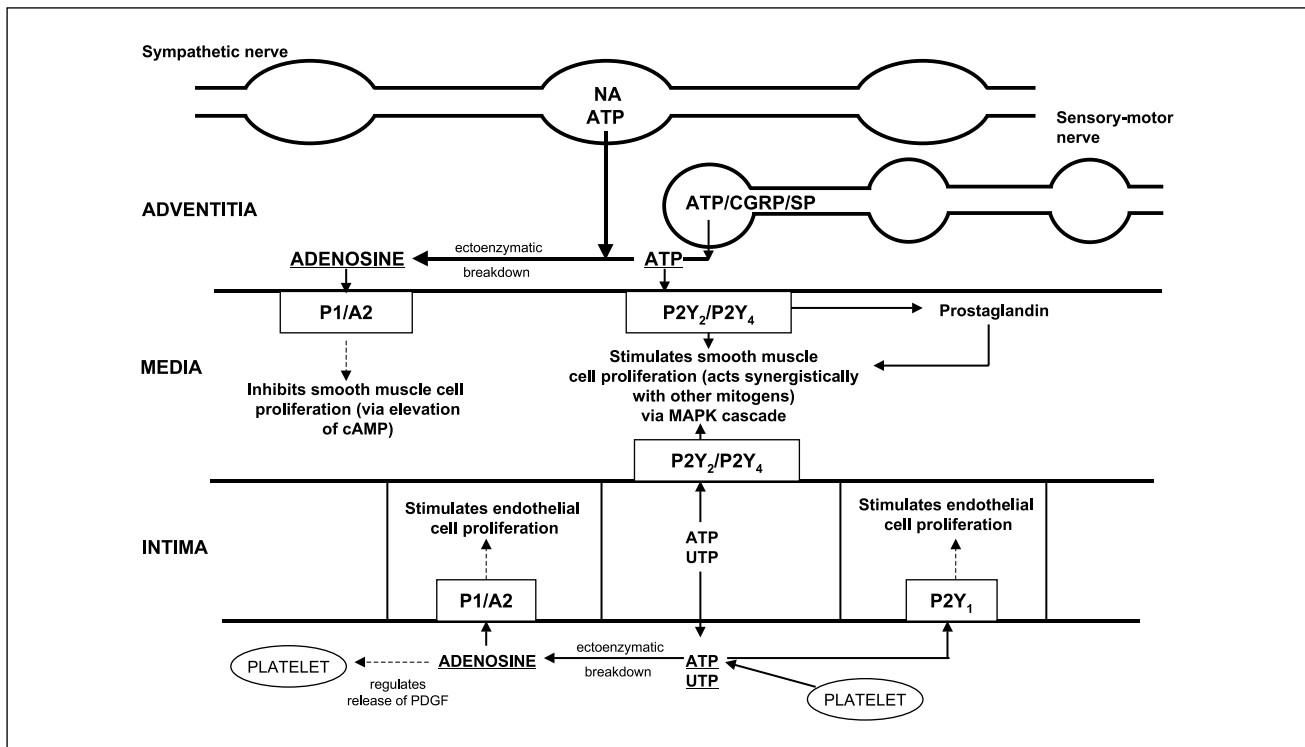 Sympathetic nerve
NA
ATP
Sensory-motor
nerve
ATP/CGRP/SP
ADVENTITIA
ADENOSINE
ectoenzymatic
breakdown
ATP
P1/A2
P2Y₂/P2Y₄
Prostaglandin
MEDIA
Inhibits smooth muscle cell
proliferation (via elevation
of cAMP)
Stimulates smooth muscle
cell proliferation (acts synergistically
with other mitogens)
via MAPK cascade
P2Y₂/P2Y₄
INTIMA
Stimulates endothelial
cell proliferation
P1/A2
ATP
UTP
Stimulates endothelial
cell proliferation
P2Y₁
PLATELET
regulates
release of PDGF
ADENOSINE
ectoenzymatic
breakdown
ATP
UTP
PLATELET